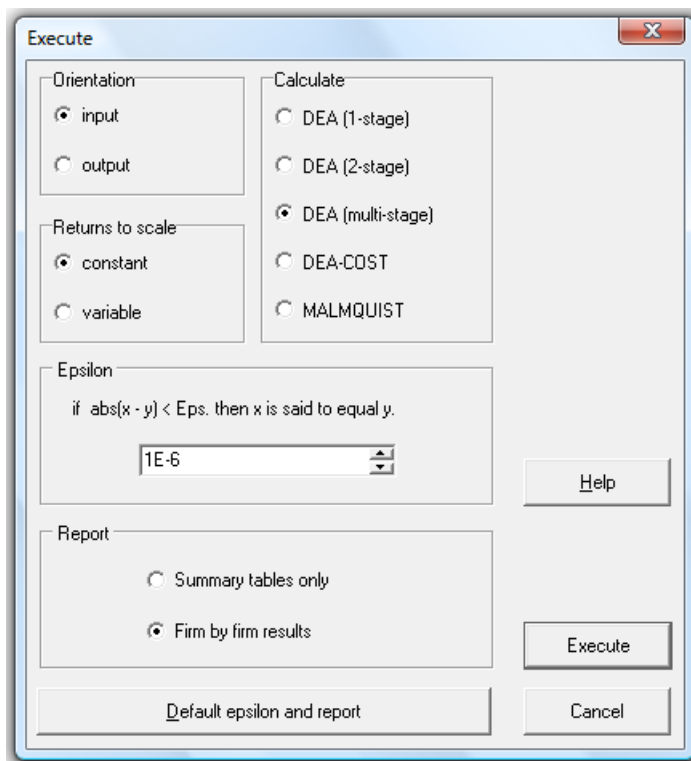 Execute
Orientation
input
output
Returns to scale
constant
variable
Calculate
DEA (1-stage)
DEA (2-stage)
DEA (multi-stage)
DEA-COST
MALMQUIST
Epsilon
if abs(x - y) < Eps. then x is said to equal y.
1E-6
Help
Report
Summary tables only
Firm by firm results
Execute
Default epsilon and report
Cancel